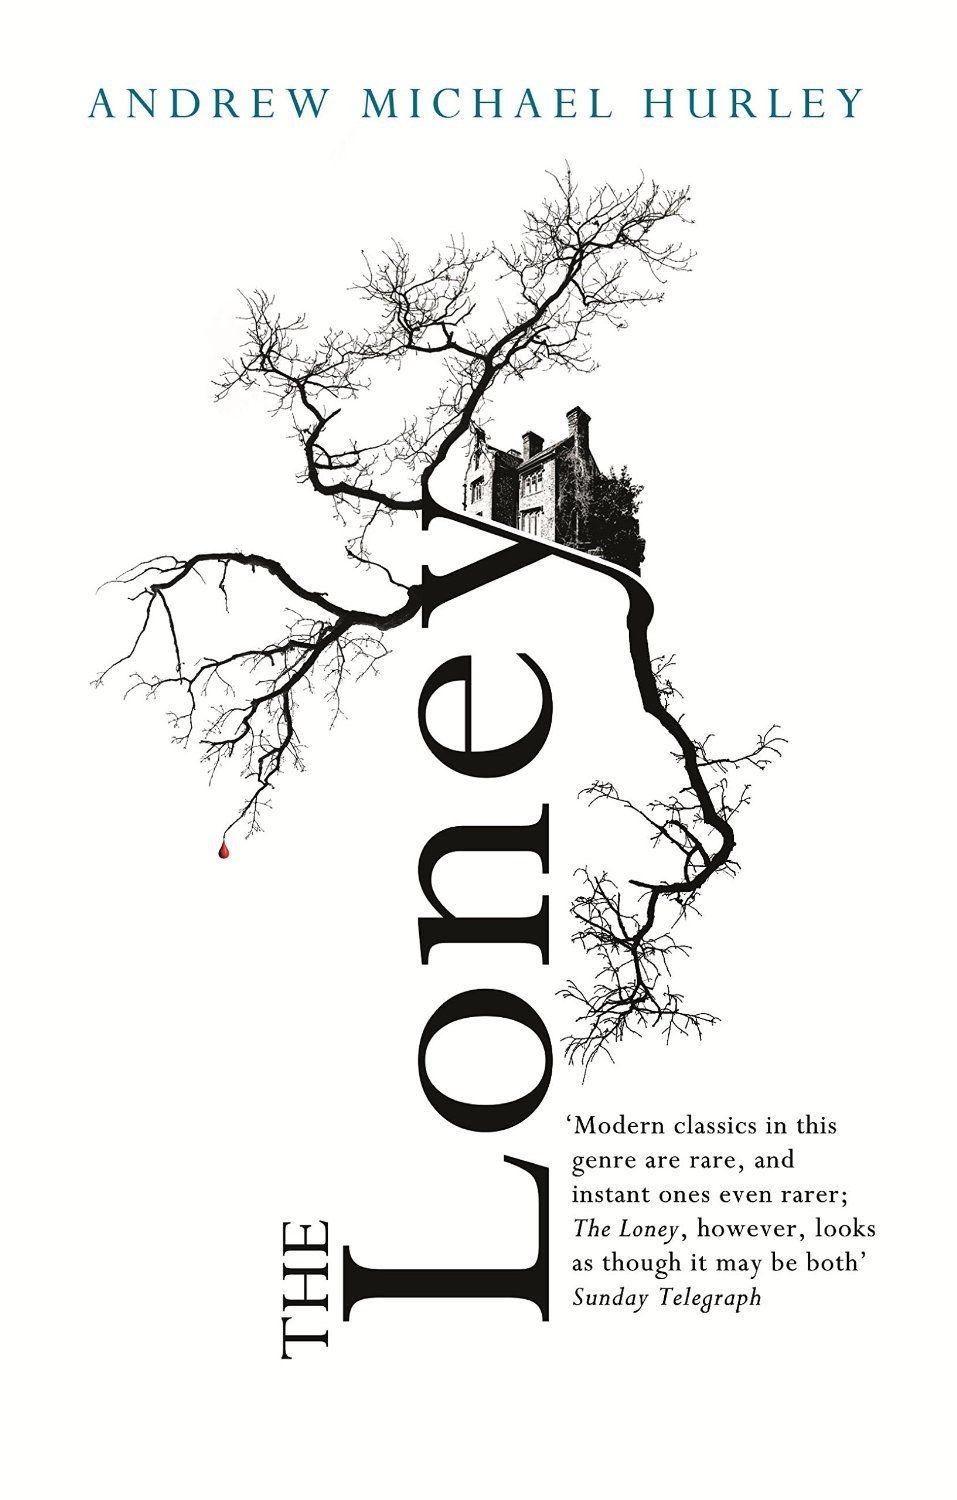 ANDREW MICHAEL HURLEY
THE
Loney
‘Modern classics in this
genre are rare, and
instant ones even rarer;
The Loney, however, looks
as though it may be both’
Sunday Telegraph